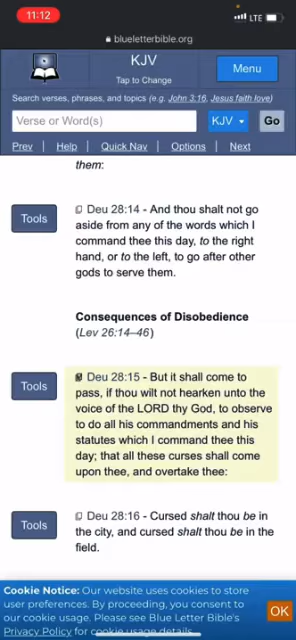 11:12
LTE
blueletterbible.org
KJV
Tap to Change
Menu
Search verses, phrases, and topics (e.g. John 3:16, Jesus faith love)
Verse or Word(s)
KJV
Go
Prev | Help | Quick Nav | Options | Next
them:
Tools
Deu 28:14 - And thou shalt not go
aside from any of the words which I
command thee this day, to the right
hand, or to the left, to go after other
gods to serve them.
Consequences of Disobedience
(Lev 26:14–46)
Tools
Deu 28:15 - But it shall come to
pass, if thou wilt not hearken unto the
voice of the LORD thy God, to observe
to do all his commandments and his
statutes which I command thee this
day; that all these curses shall come
upon thee, and overtake thee:
Tools
Deu 28:16 - Cursed shalt thou be in
the city, and cursed shalt thou be in the
field.
Cookie Notice: Our website uses cookies to store
user preferences. By proceeding, you consent to
our cookie usage. Please see Blue Letter Bible's
Privacy Policy for cookie usage details.
OK